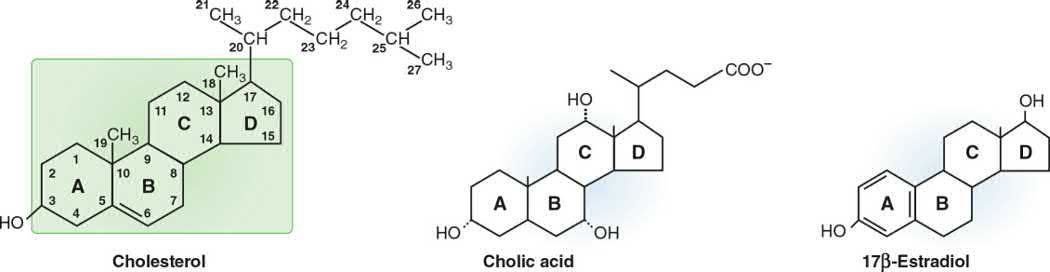 21 CH3 22 CH2 24 CH2 26 CH3
20 CH 23 CH2 25 CH
CH3 27
CH3 18
12 17
11 13 16
C D
19 CH3 14 15
1 9
2 10 8
A B
3 5 7
HO 4 6
Cholesterol
COO−
HO
C D
A B
HO OH
Cholic acid
OH
C D
A B
HO
17β-Estradiol